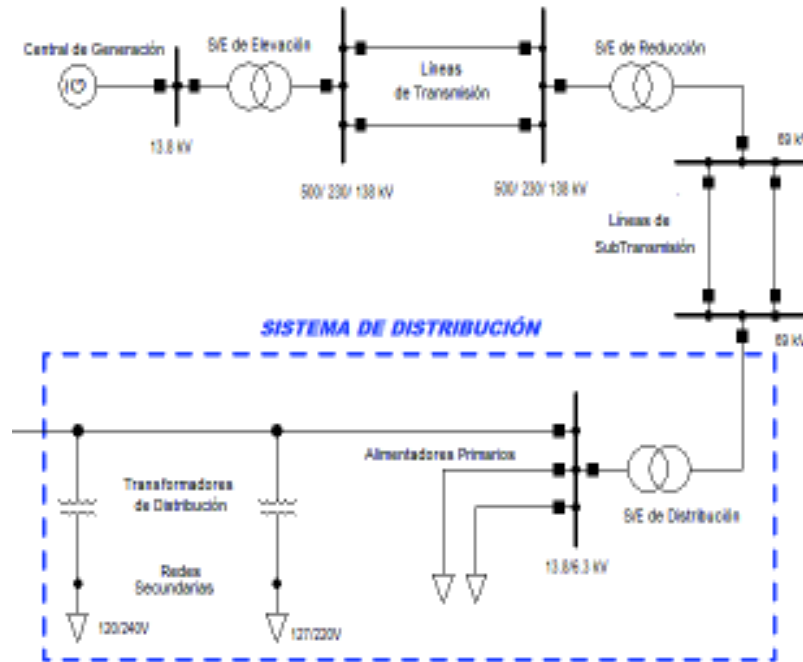 Central de Generación
S/E de Elevación
Líneas
de Transmisión
S/E de Reducción
13.8 kV
500/ 230/ 138 kV
500/ 230/ 138 kV
69 kV
Líneas de
SubTransmisión
69 kV
SISTEMA DE DISTRIBUCIÓN
Alimentadores Primarios
Transformadores
de Distribución
S/E de Distribución
13.8/6.3 kV
Redes
Secundarias
120/240V
127/220V